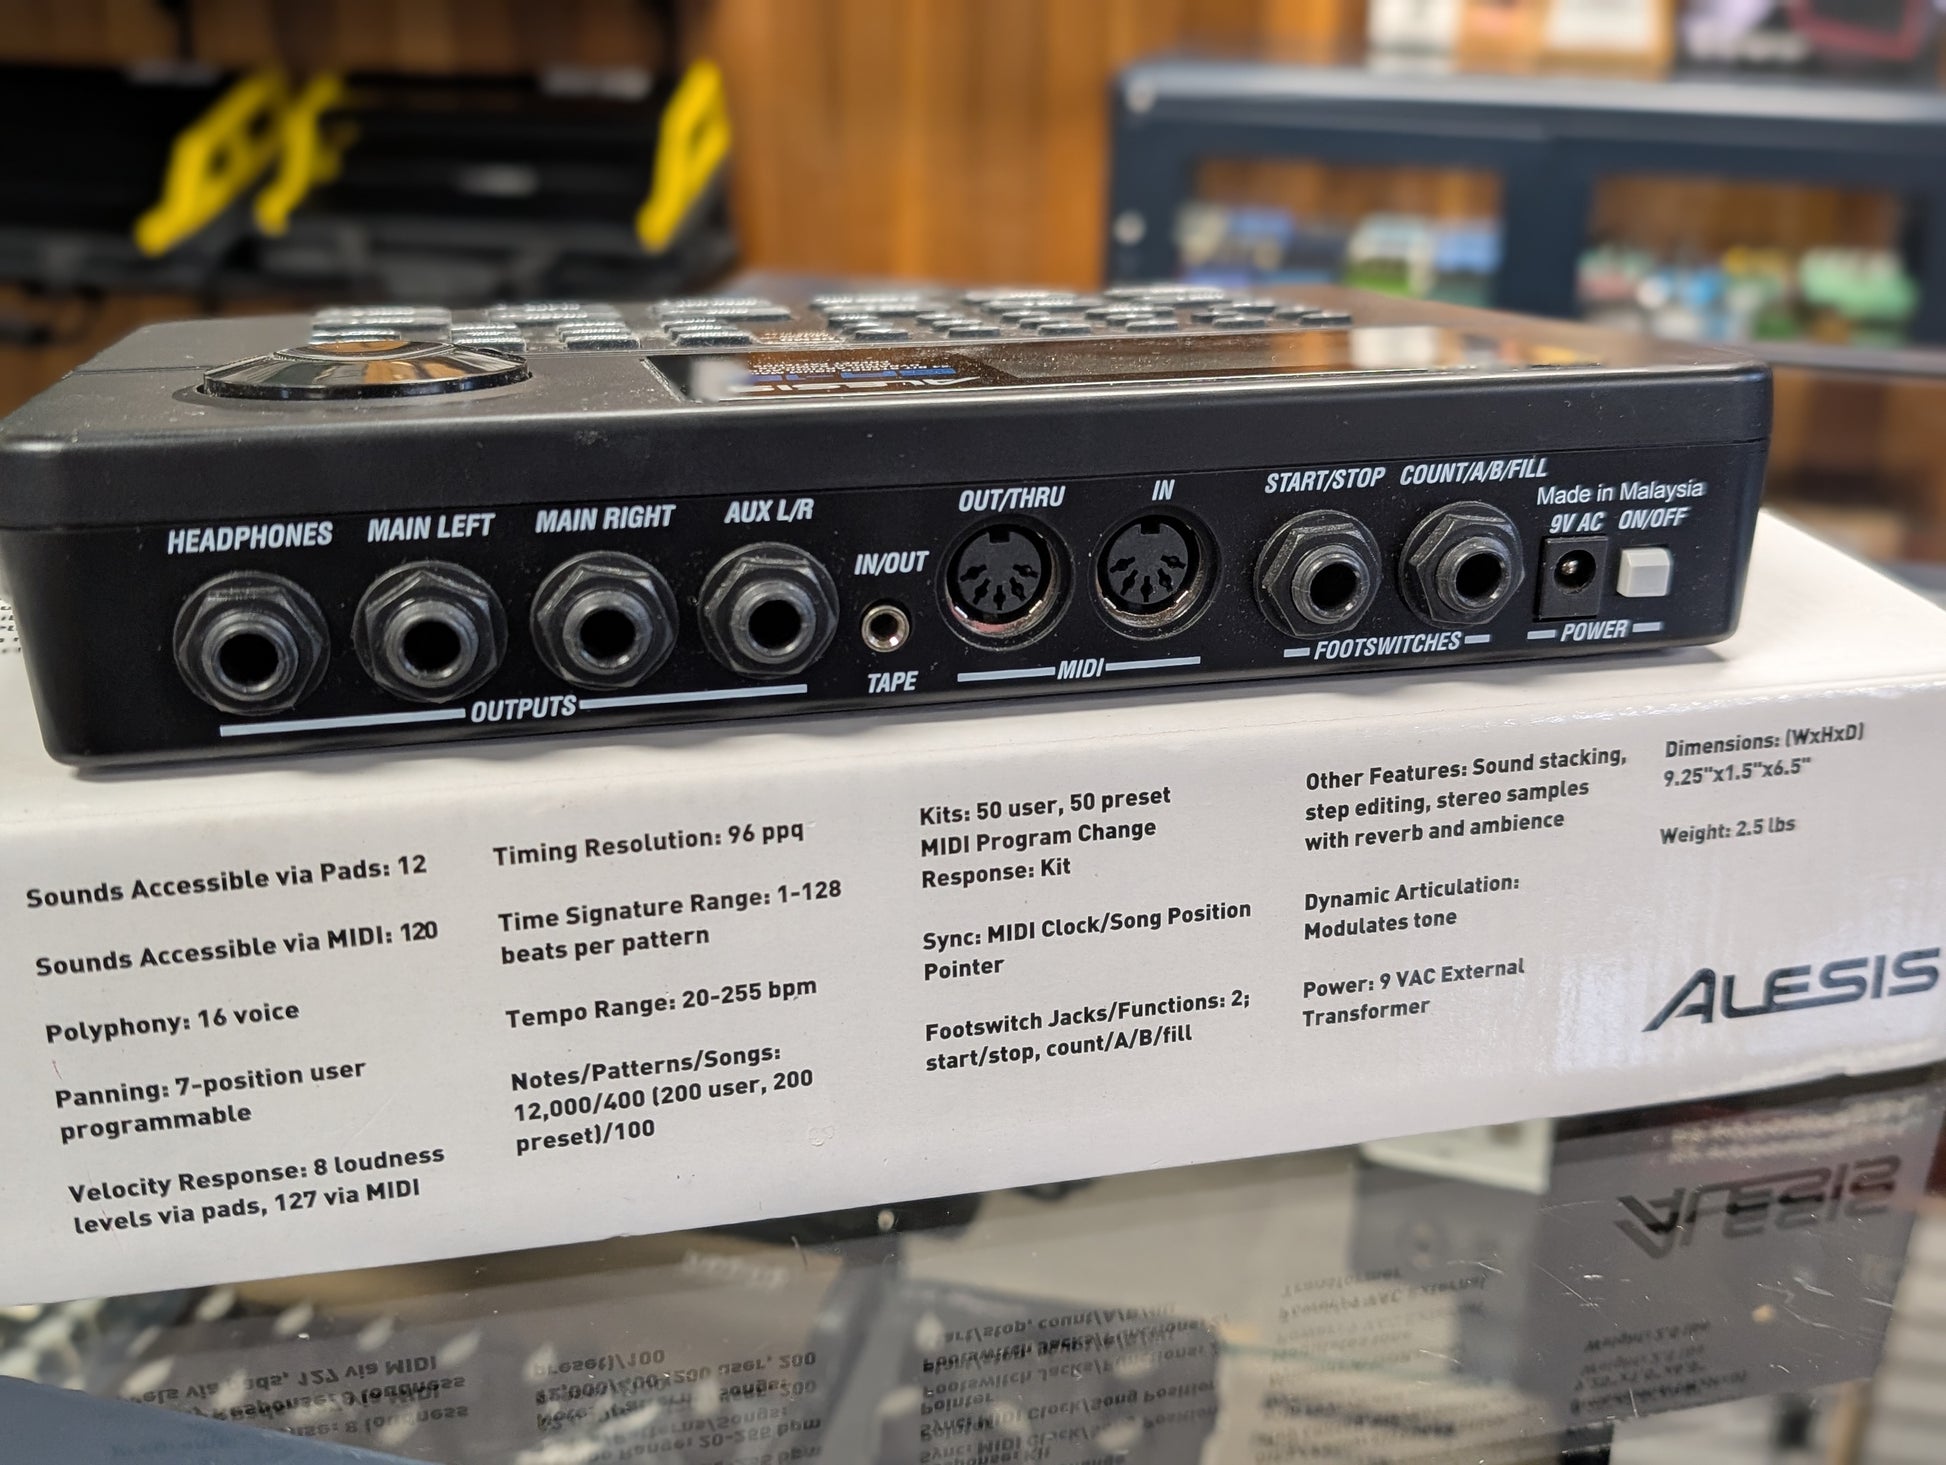 ALESIS
SR-16
HEADPHONES
MAIN LEFT
MAIN RIGHT
AUX L/R
OUTPUTS
IN/OUT
TAPE
OUT/THRU
IN
MIDI
START/STOP
COUNT/A/B/FILL
FOOTSWITCHES
Made in Malaysia
9V AC ON/OFF
POWER
Sounds Accessible via Pads: 12
Sounds Accessible via MIDI: 120
Polyphony: 16 voice
Panning: 7-position user
programmable
Velocity Response: 8 loudness
levels via pads, 127 via MIDI
Timing Resolution: 96 ppq
Time Signature Range: 1-128
beats per pattern
Tempo Range: 20-255 bpm
Notes/Patterns/Songs:
12,000/400 (200 user, 200
preset)/100
Kits: 50 user, 50 preset
MIDI Program Change
Response: Kit
Sync: MIDI Clock/Song Position
Pointer
Footswitch Jacks/Functions: 2;
start/stop, count/A/B/fill
Other Features: Sound stacking,
step editing, stereo samples
with reverb and ambience
Dynamic Articulation:
Modulates tone
Power: 9 VAC External
Transformer
Dimensions: (WxHxD)
9.25"x1.5"x6.5"
Weight: 2.5 lbs
ALESIS